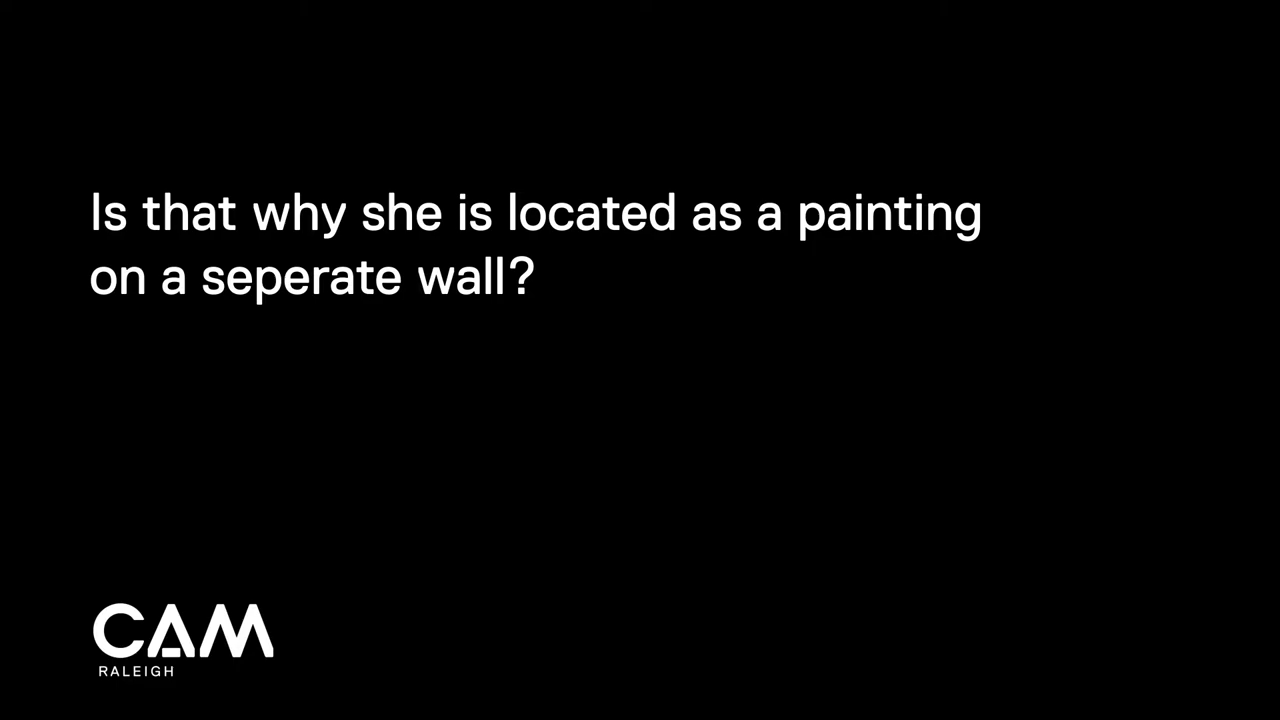 Is that why she is located as a painting
on a seperate wall?
CAM
RALEIGH